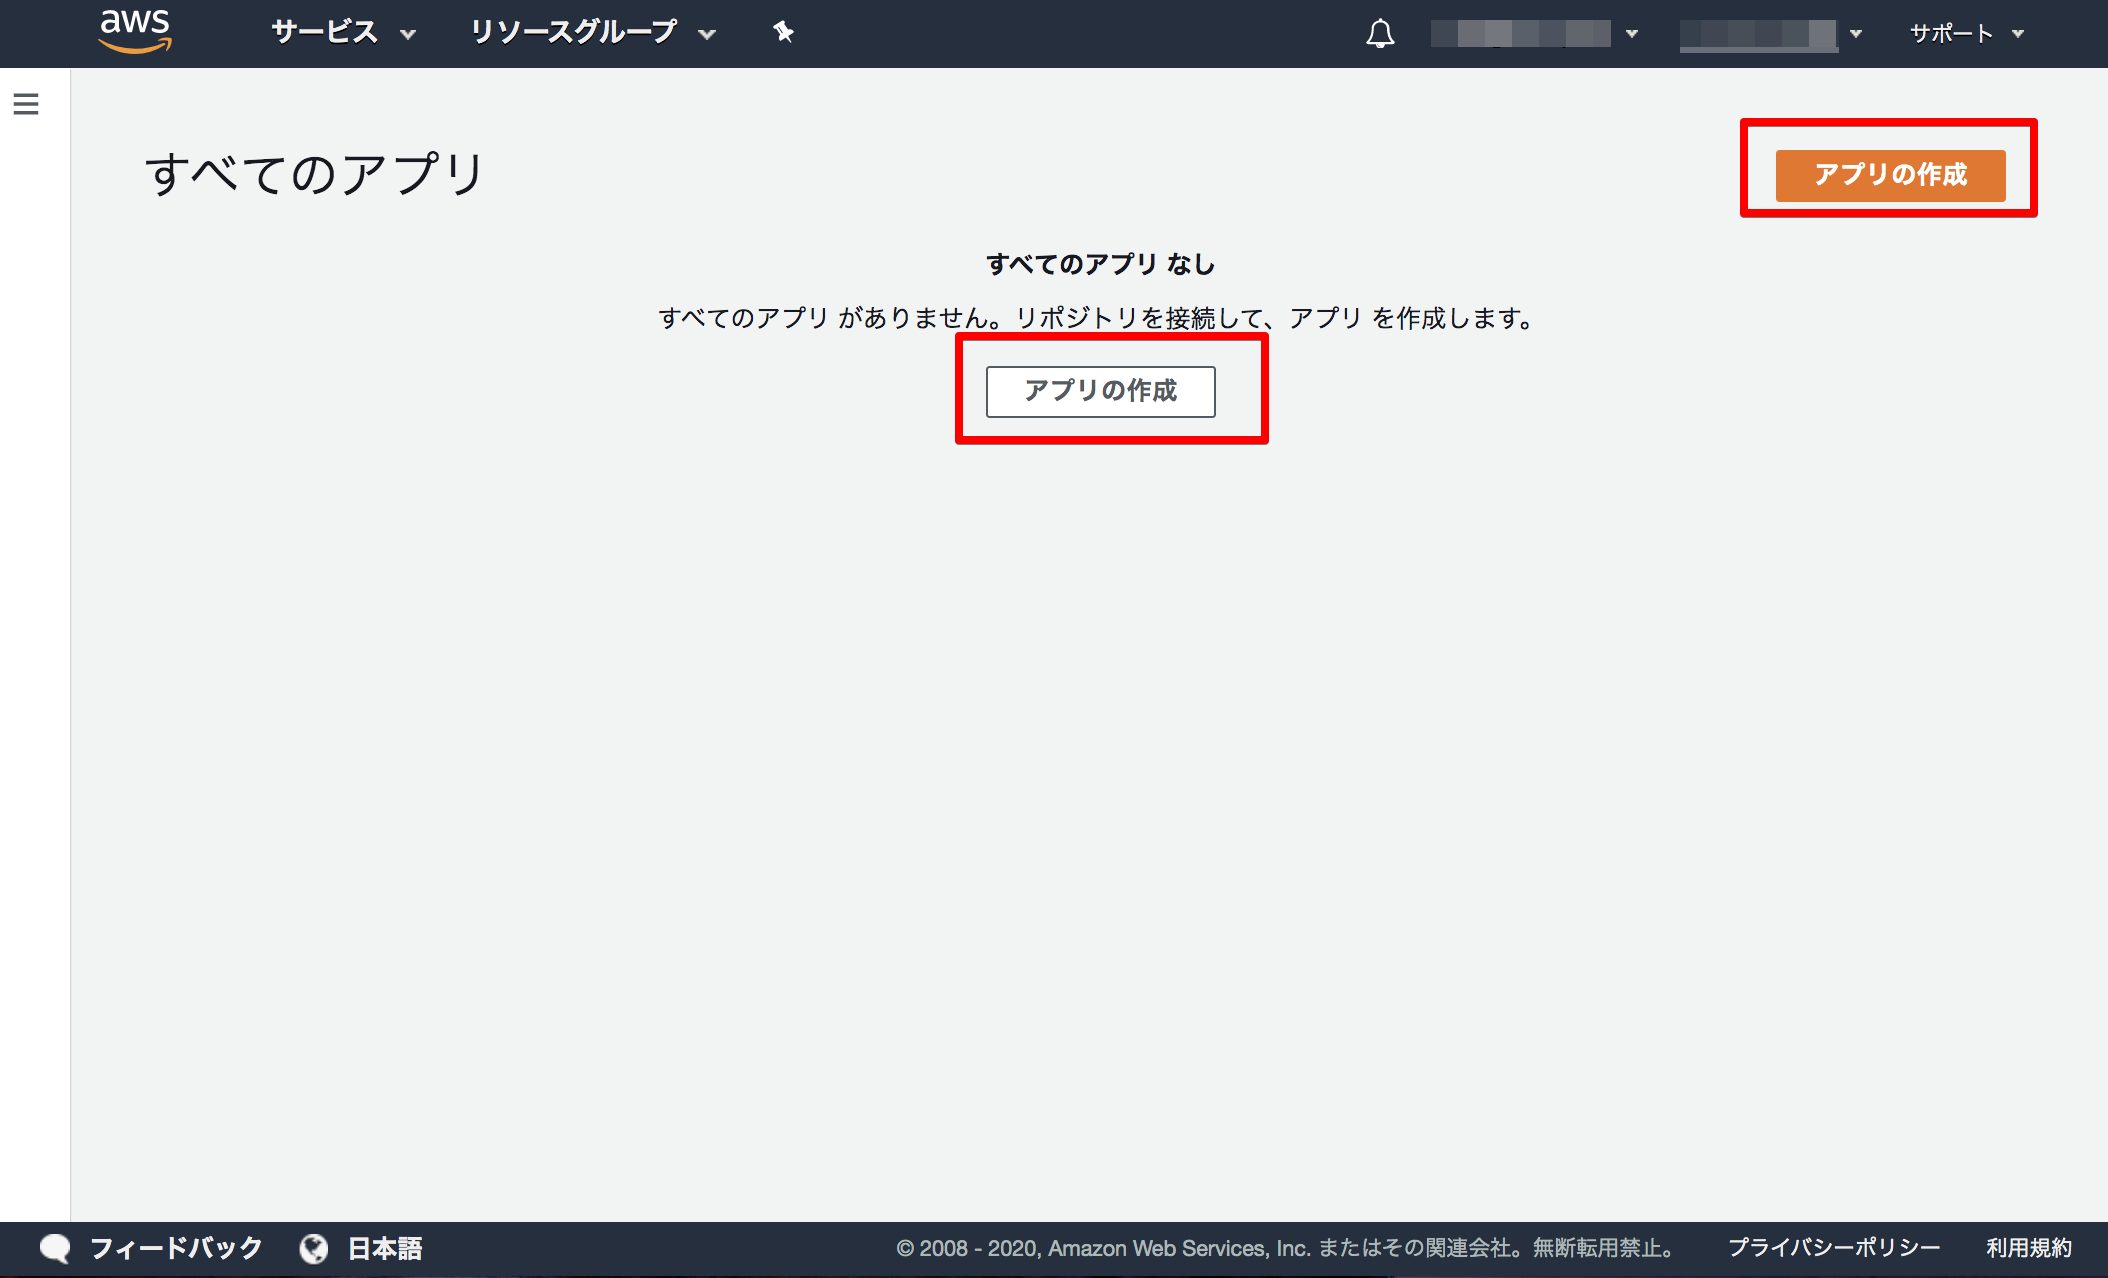 aws サービス リソースグループ サポート
すべてのアプリ
アプリの作成
すべてのアプリ なし
すべてのアプリ がありません。リポジトリを接続して、アプリ を作成します。
アプリの作成
フィードバック 日本語 © 2008 - 2020, Amazon Web Services, Inc. またはその関連会社。無断転用禁止。 プライバシーポリシー 利用規約